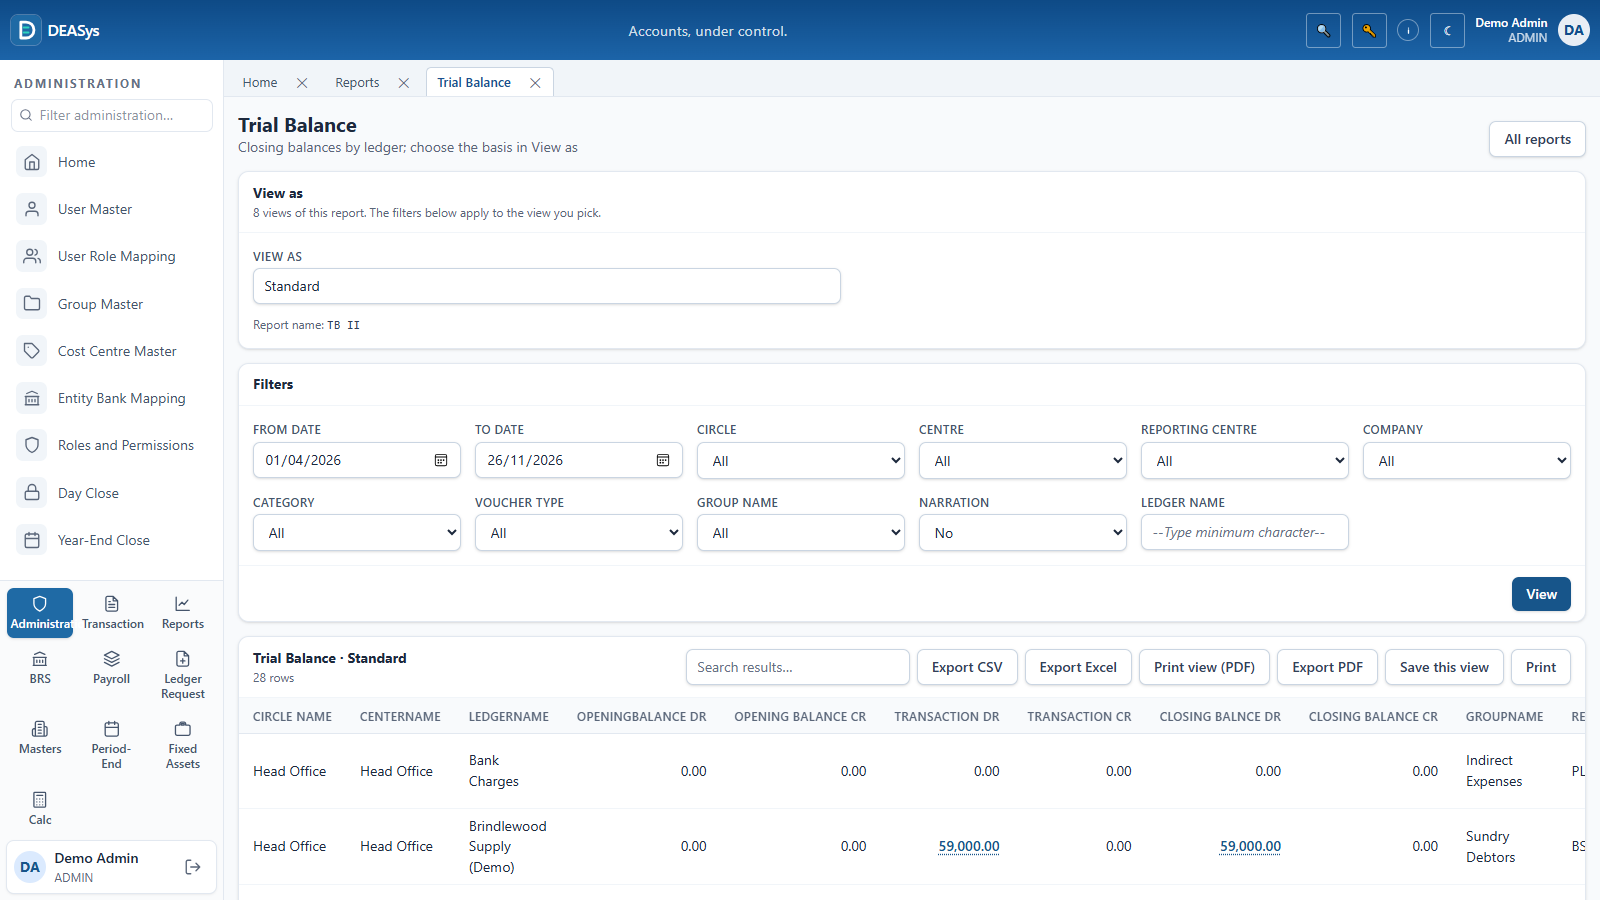 DEASys
Accounts, under control.
Demo Admin
ADMIN
DA
ADMINISTRATION
Filter administration...
Home
User Master
User Role Mapping
Group Master
Cost Centre Master
Entity Bank Mapping
Roles and Permissions
Day Close
Year-End Close
Administrat
Transaction
Reports
BRS
Payroll
Ledger
Request
Masters
Period-
End
Fixed
Assets
Calc
DA
Demo Admin
ADMIN
Home
Reports
Trial Balance
Trial Balance
Closing balances by ledger; choose the basis in View as
All reports
View as
8 views of this report. The filters below apply to the view you pick.
VIEW AS
Standard
Report name: TB II
Filters
FROM DATE TO DATE CIRCLE CENTRE REPORTING CENTRE COMPANY
01/04/2026 26/11/2026 All All All All
CATEGORY VOUCHER TYPE GROUP NAME NARRATION LEDGER NAME
All All All No --Type minimum character--
View
Trial Balance · Standard
28 rows
Search results...
Export CSV
Export Excel
Print view (PDF)
Export PDF
Save this view
Print
CIRCLE NAME CENTERNAME LEDGERNAME OPENINGBALANCE DR OPENING BALANCE CR TRANSACTION DR TRANSACTION CR CLOSING BALNCE DR CLOSING BALANCE CR GROUPNAME RE
Head Office Head Office Bank Charges 0.00 0.00 0.00 0.00 0.00 0.00 Indirect Expenses PL
Head Office Head Office Brindlewood Supply (Demo) 0.00 0.00 59,000.00 0.00 59,000.00 0.00 Sundry Debtors BS